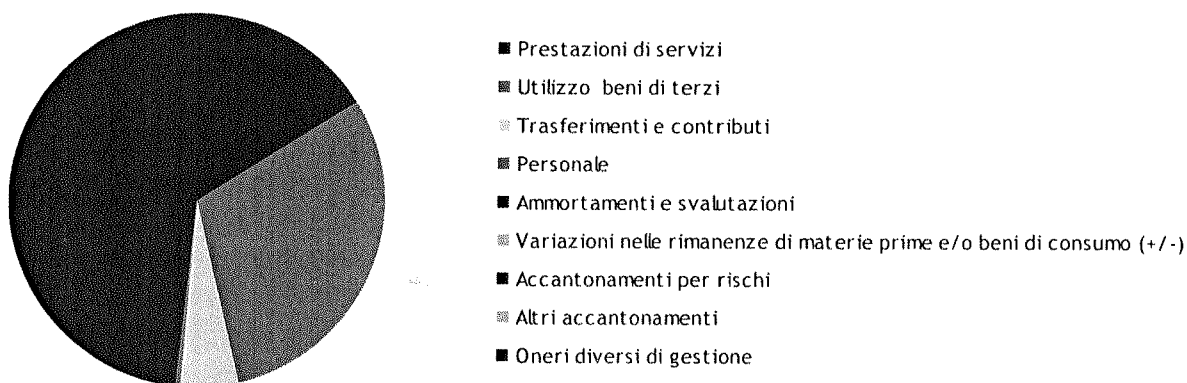 Prestazioni di servizi
Utilizzo beni di terzi
Trasferimenti e contributi
Personale
Ammortamenti e svalutazioni
Variazioni nelle rimanenze di materie prime e/o beni di consumo (+/-)
Accantonamenti per rischi
Altri accantonamenti
Oneri diversi di gestione